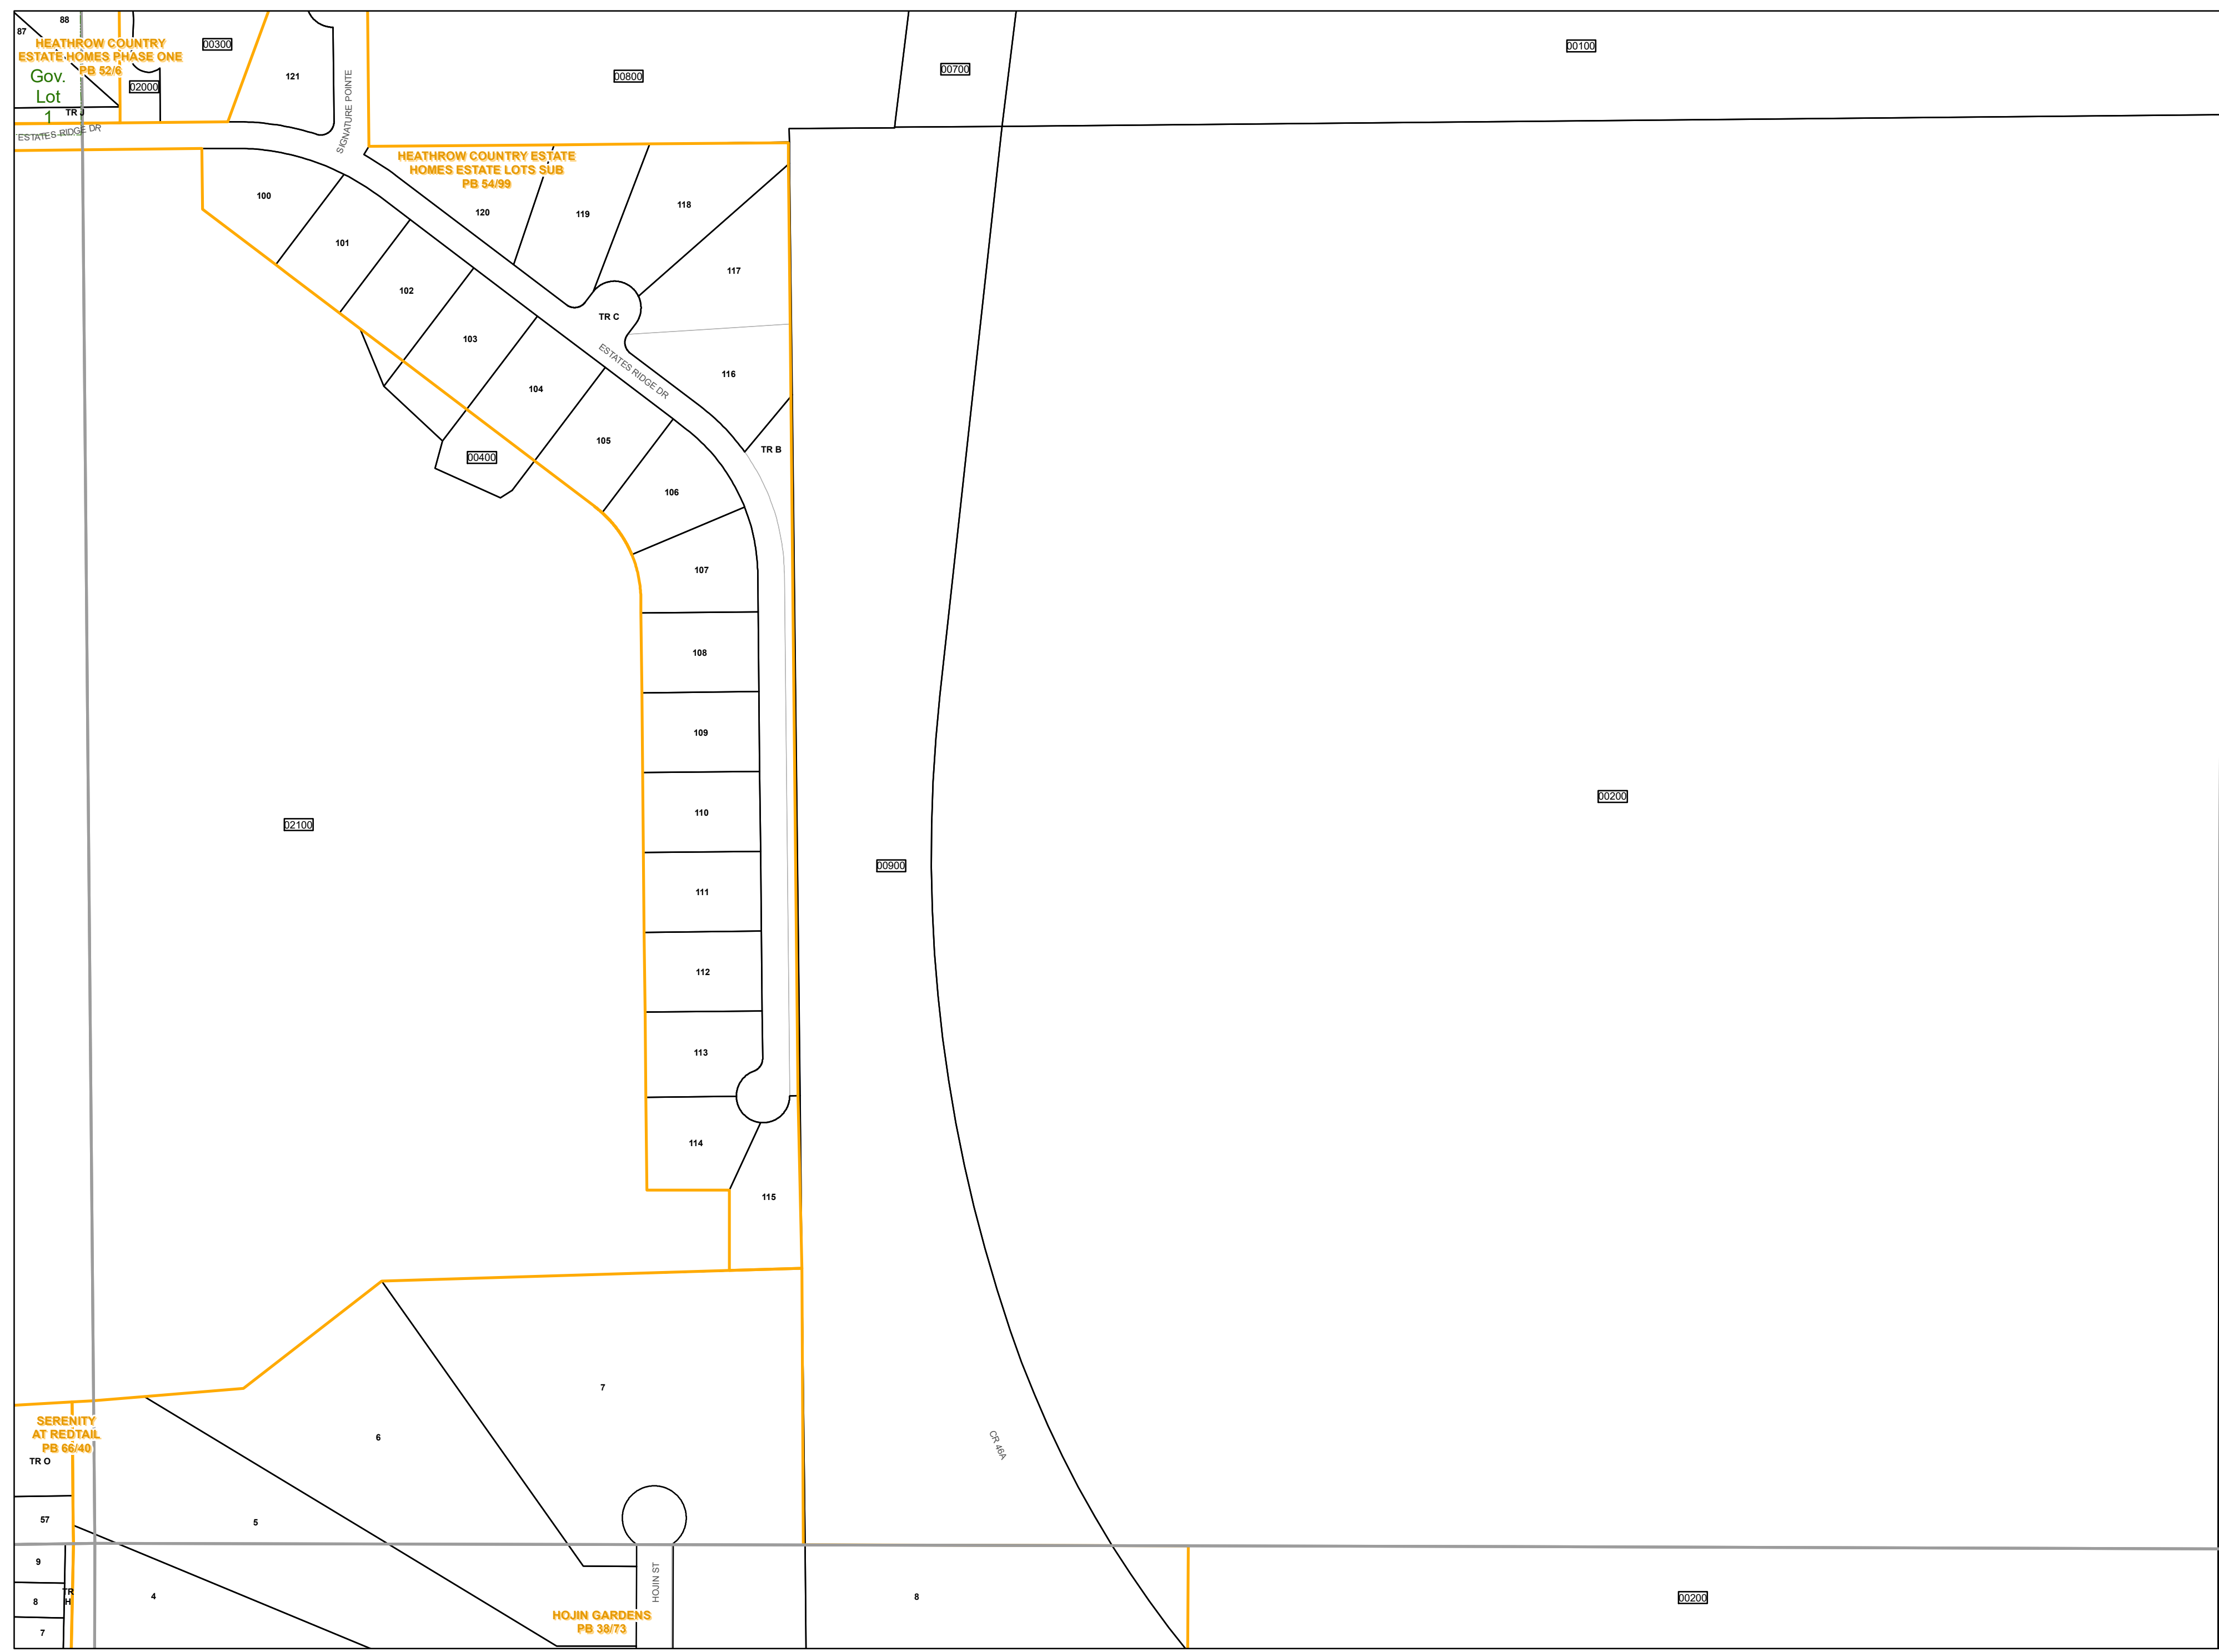 88
87
HEATHROW COUNTRY
ESTATE HOMES PHASE ONE
PB 52/6
Gov.
Lot
1
TR J
ESTATES RIDGE DR
02000
00300
121
SIGNATURE POINTE
00800
00700
00100
HEATHROW COUNTRY ESTATE
HOMES ESTATE LOTS SUB
PB 54/99
100
101
102
103
104
105
106
107
108
109
110
111
112
113
114
115
120
119
118
117
TR C
ESTATES RIDGE DR
116
TR B
00400
02100
00900
00200
CR 46A
SERENITY
AT REDTAIL
PB 66/40
TR O
57
9
8
7
TR
H
4
5
6
7
HOJIN ST
HOJIN GARDENS
PB 38/73
8
00200